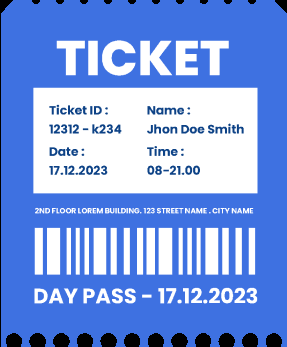 TICKET
Ticket ID : Name :
12312 - k234 Jhon Doe Smith
Date : Time :
17.12.2023 08-21.00
2ND FLOOR LOREM BUILDING. 123 STREET NAME . CITY NAME
DAY PASS - 17.12.2023